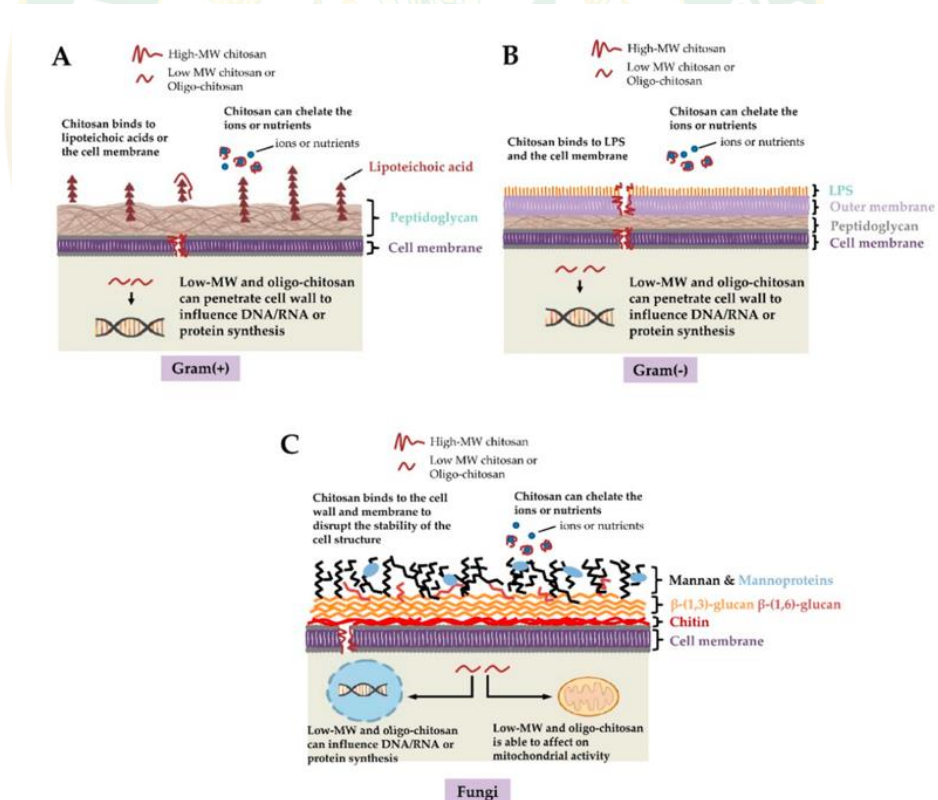 A
High-MW chitosan
Low MW chitosan or
Oligo-chitosan
Chitosan binds to
lipoteichoic acids or
the cell membrane
Chitosan can chelate the
ions or nutrients
ions or nutrients
Lipoteichoic acid
Peptidoglycan
Cell membrane
Low-MW and oligo-chitosan
can penetrate cell wall to
influence DNA/RNA or
protein synthesis
Gram(+)
B
High-MW chitosan
Low MW chitosan or
Oligo-chitosan
Chitosan binds to LPS
and the cell membrane
Chitosan can chelate the
ions or nutrients
ions or nutrients
LPS
Outer membrane
Peptidoglycan
Cell membrane
Low-MW and oligo-chitosan
can penetrate cell wall to
influence DNA/RNA or
protein synthesis
Gram(-)
C
High-MW chitosan
Low MW chitosan or
Oligo-chitosan
Chitosan binds to the cell
wall and membrane to
disrupt the stability of the
cell structure
Chitosan can chelate the
ions or nutrients
ions or nutrients
Mannan & Mannoproteins
β-(1,3)-glucan β-(1,6)-glucan
Chitin
Cell membrane
Low-MW and oligo-chitosan
can influence DNA/RNA or
protein synthesis
Low-MW and oligo-chitosan
is able to affect on
mitochondrial activity
Fungi